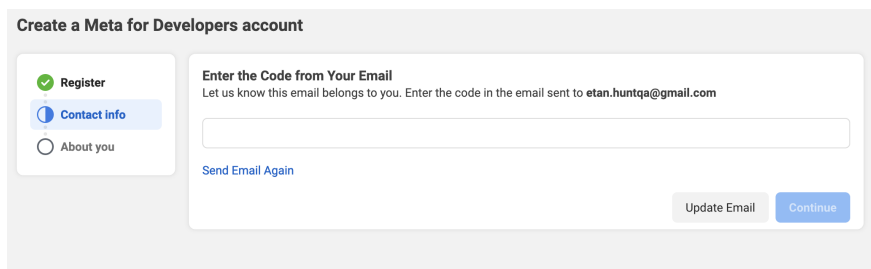 Create a Meta for Developers account
Register
Contact info
About you
Enter the Code from Your Email
Let us know this email belongs to you. Enter the code in the email sent to etan.huntqa@gmail.com
Send Email Again
Update Email
Continue